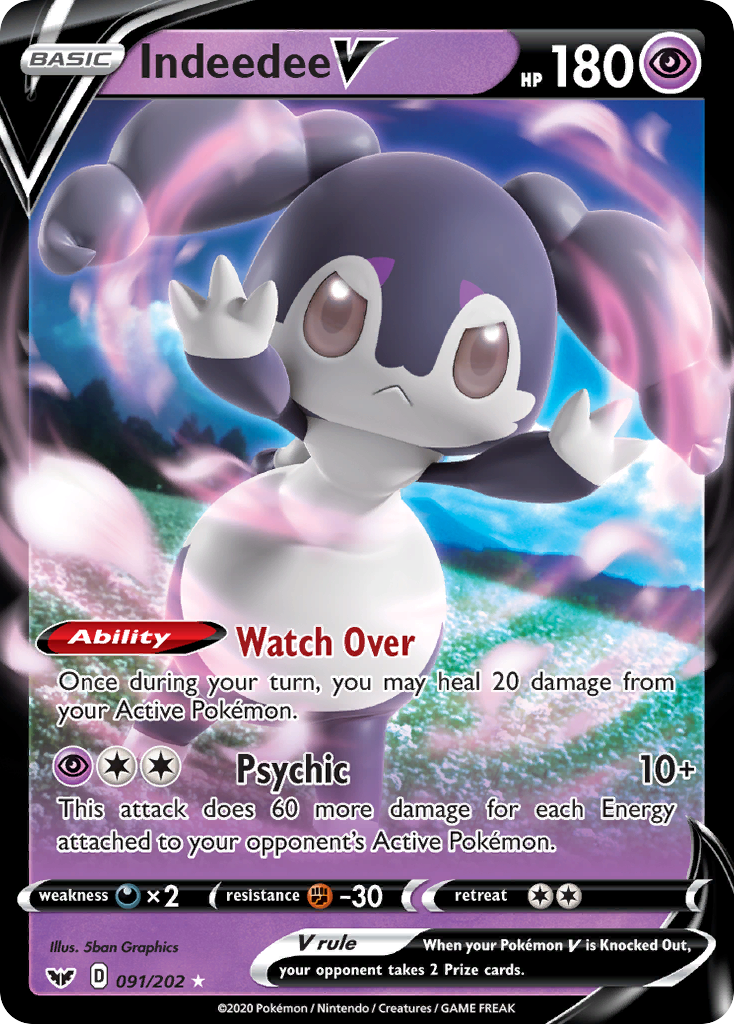 BASIC
Indeedee V
HP 180
Ability Watch Over
Once during your turn, you may heal 20 damage from
your Active Pokémon.
Psychic 10+
This attack does 60 more damage for each Energy
attached to your opponent's Active Pokémon.
weakness ×2 resistance -30 retreat
Illus. 5ban Graphics
V rule When your Pokémon V is Knocked Out,
your opponent takes 2 Prize cards.
D 091/202 ★
©2020 Pokémon / Nintendo / Creatures / GAME FREAK